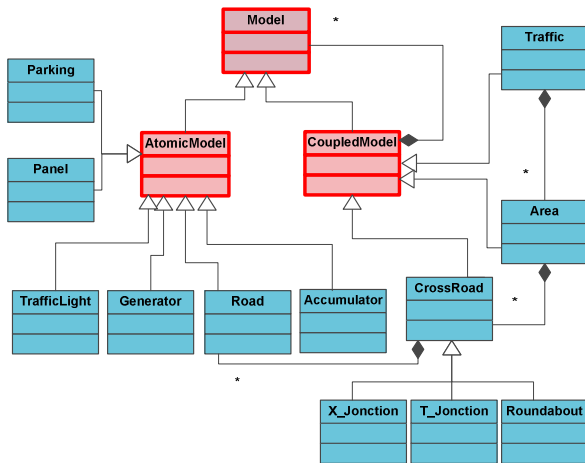 Model
*
Traffic
Parking
AtomicModel
CoupledModel
Panel
*
Area
TrafficLight
Generator
Road
Accumulator
CrossRoad
*
*
X_Jonction
T_Jonction
Roundabout